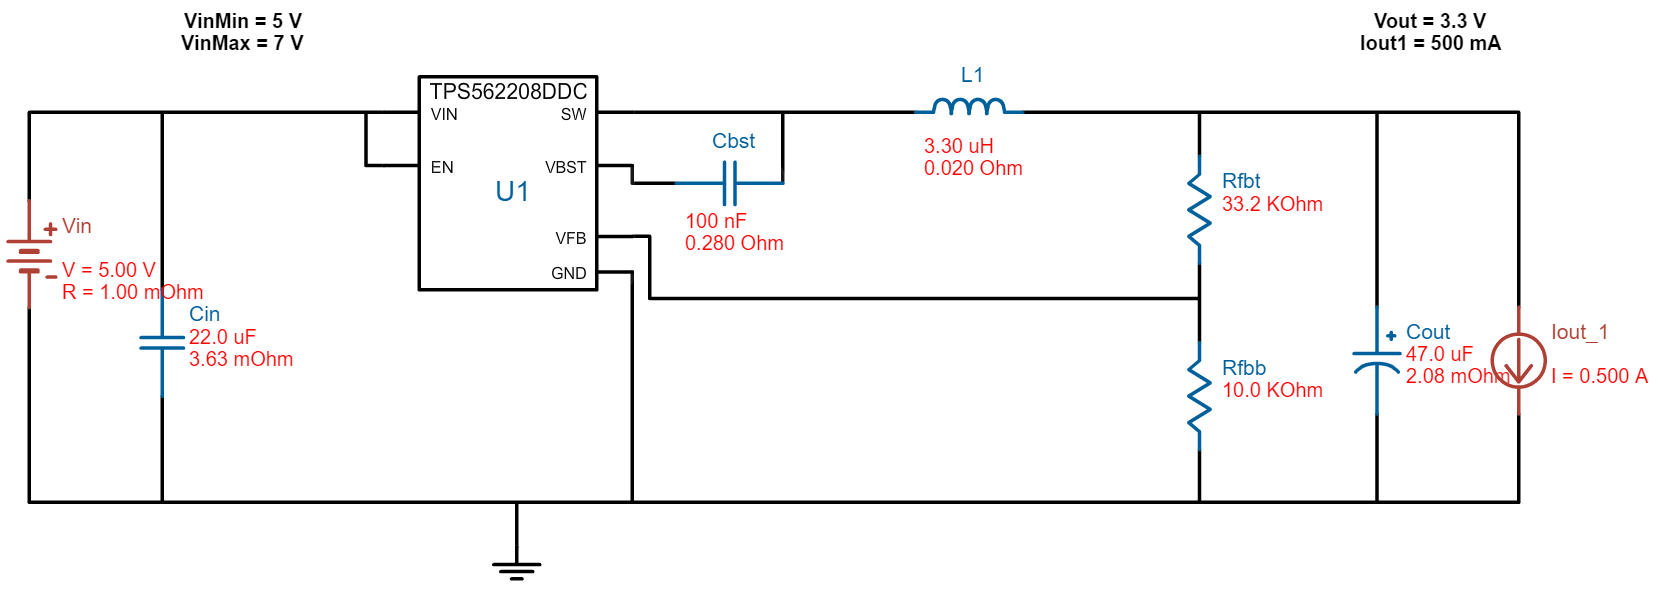 VinMin = 5 V
VinMax = 7 V
Vout = 3.3 V
Iout1 = 500 mA
TPS562208DDC
VIN
SW
EN
VBST
U1
VFB
GND
L1
3.30 uH
0.020 Ohm
Cbst
100 nF
0.280 Ohm
Rfbt
33.2 KOhm
+ Vin
V = 5.00 V
R = 1.00 mOhm
Cin
22.0 uF
3.63 mOhm
Rfbb
10.0 KOhm
+ Cout
47.0 uF
2.08 mOhm
Iout_1
I = 0.500 A